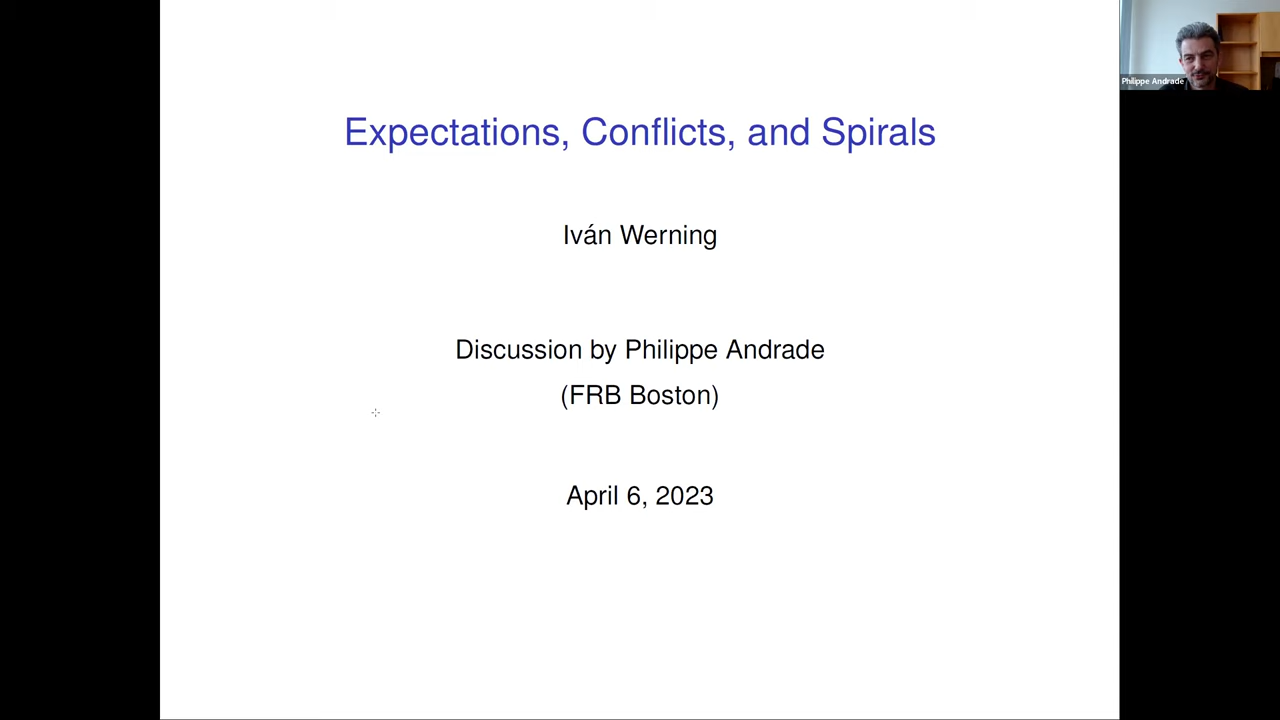 Expectations, Conflicts, and Spirals
Iván Werning
Discussion by Philippe Andrade
(FRB Boston)
April 6, 2023
Philippe Andrade